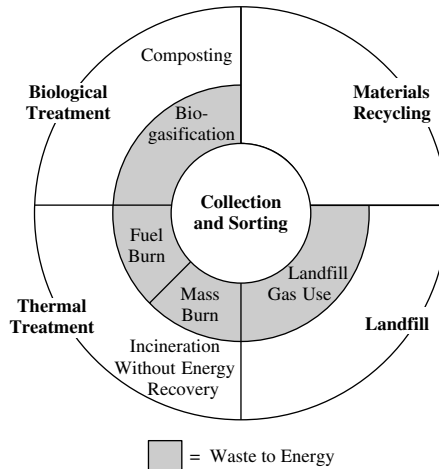 Composting
Biological
Treatment
Materials
Recycling
Bio-
gasification
Collection
and Sorting
Fuel
Burn
Mass
Burn
Landfill
Gas Use
Thermal
Treatment
Landfill
Incineration
Without Energy
Recovery
= Waste to Energy